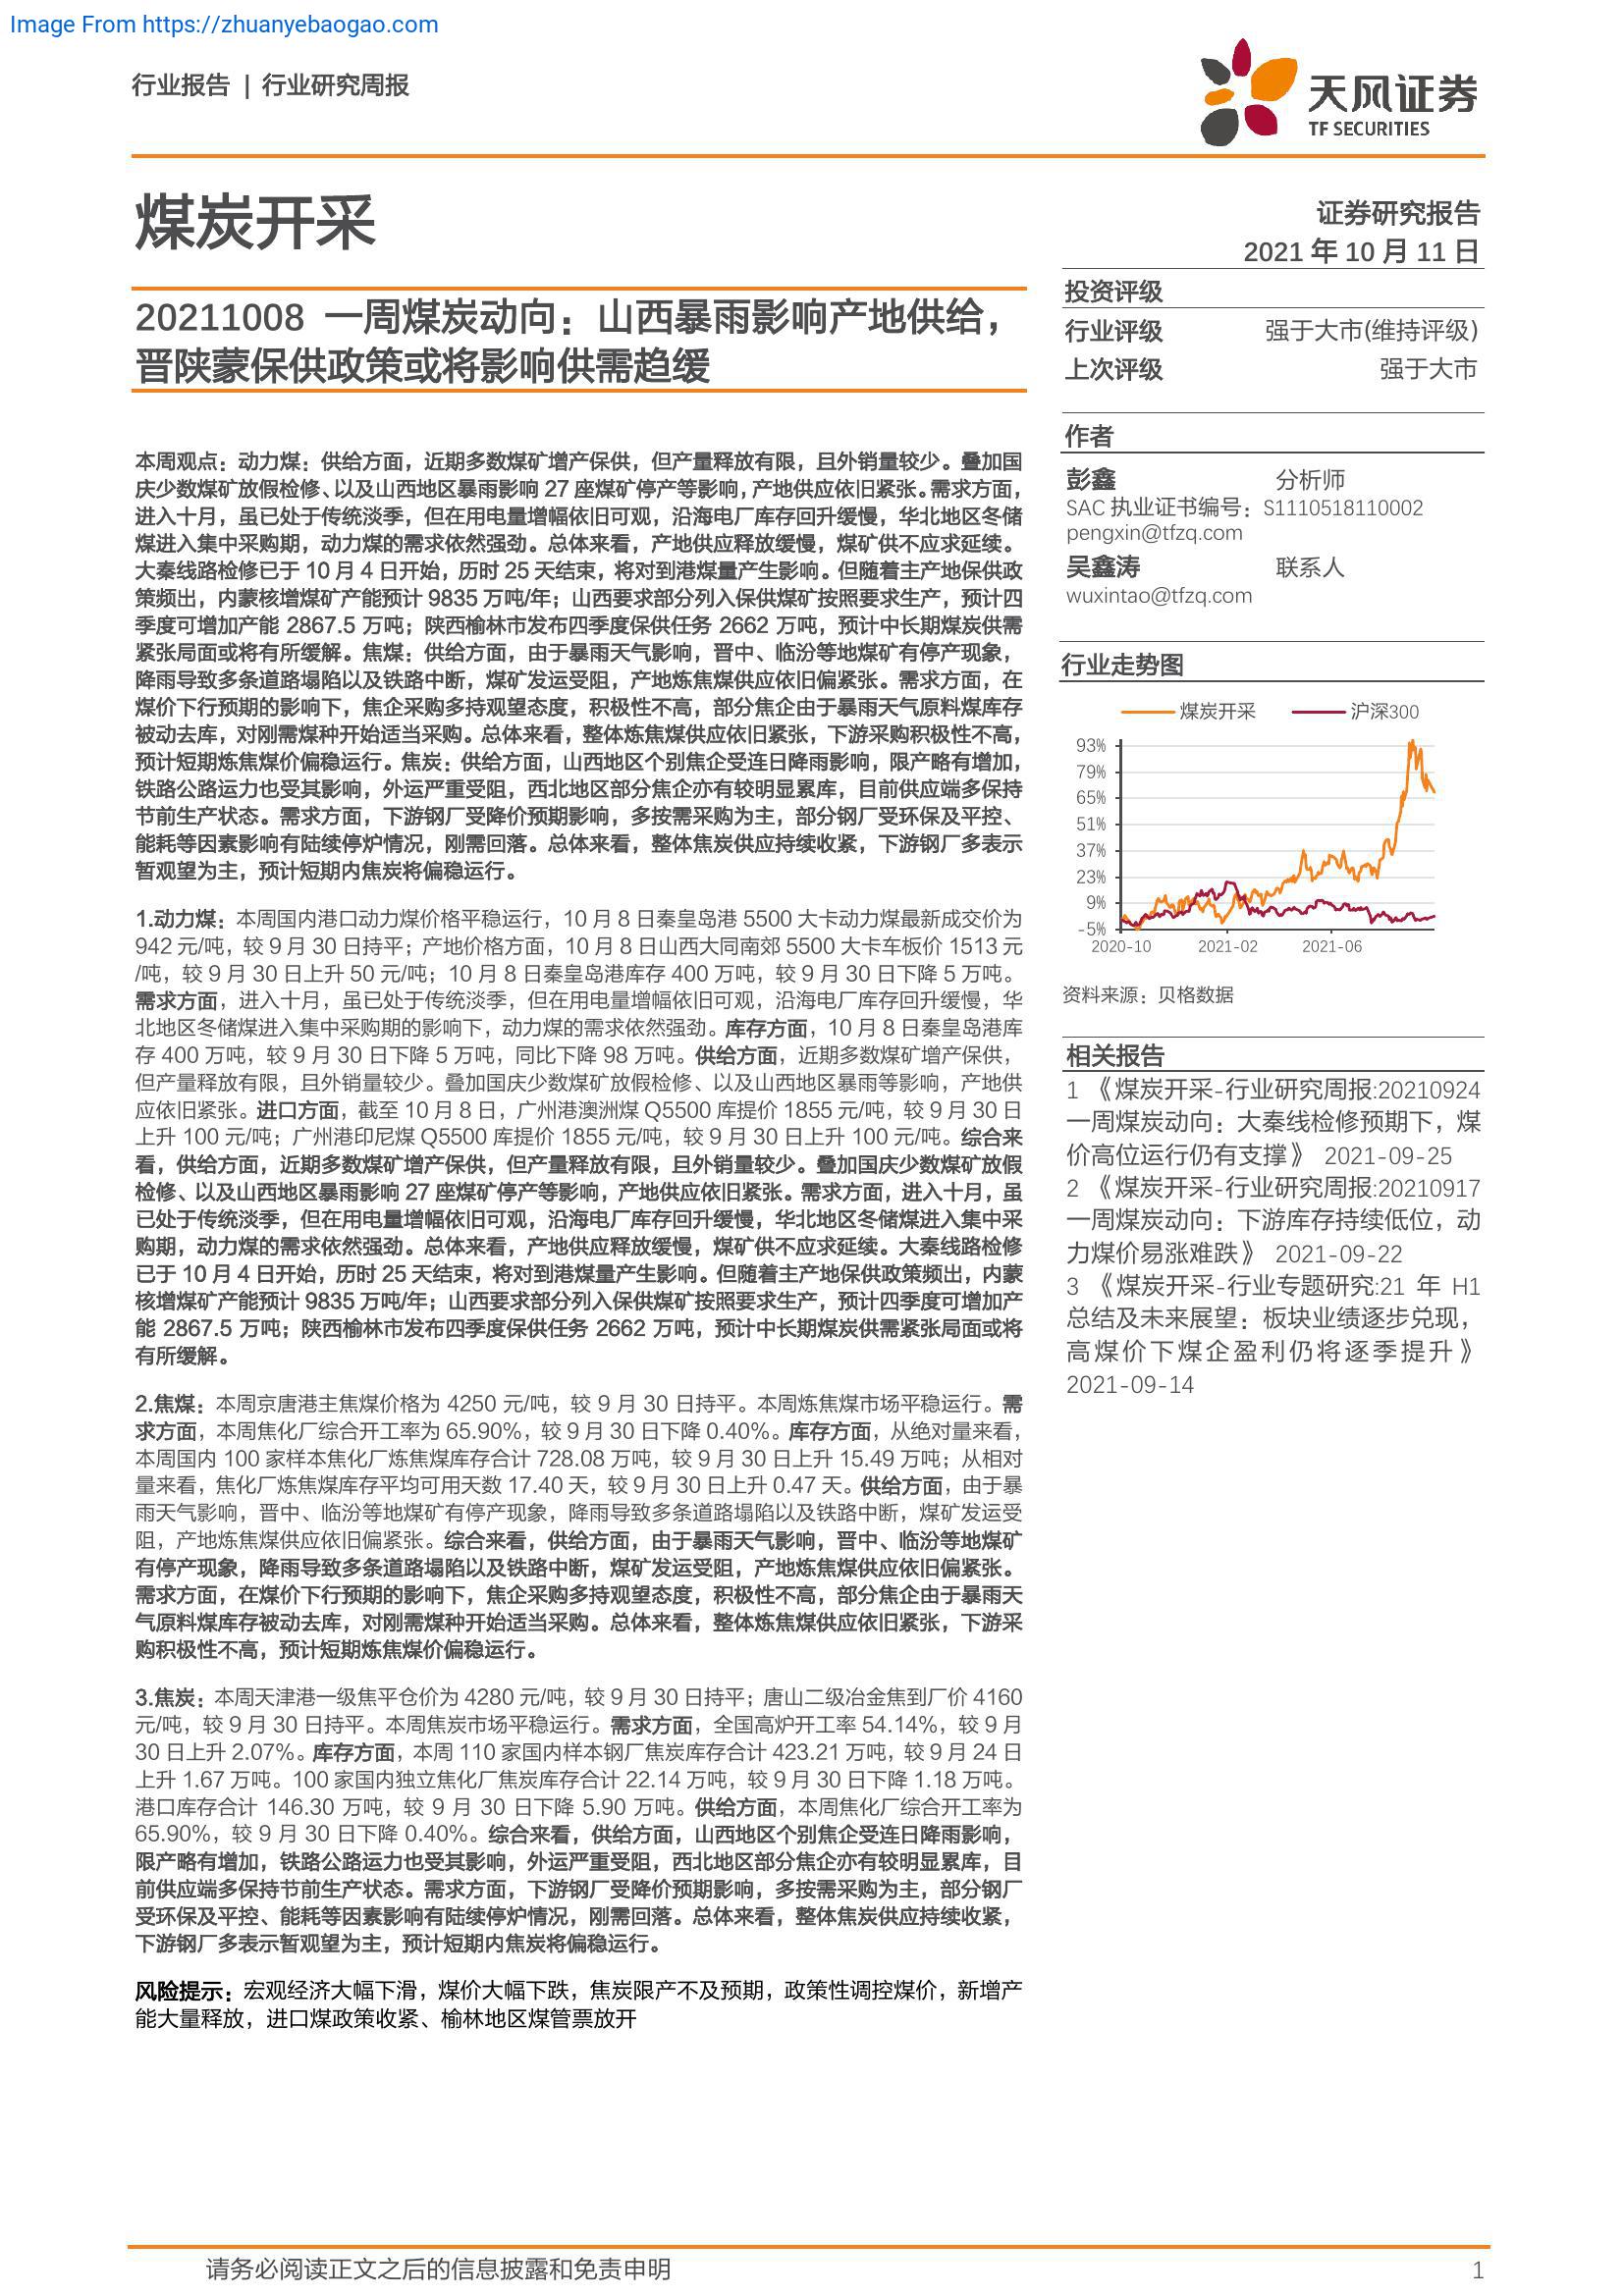 Image From https://zhuanyebaogao.com
行业报告 | 行业研究周报
天风证券
TF SECURITIES
煤炭开采
证券研究报告
2021 年 10 月 11 日
20211008 一周煤炭动向：山西暴雨影响产地供给，
晋陕蒙保供政策或将影响供需趋缓
本周观点：动力煤：供给方面，近期多数煤矿增产保供，但产量释放有限，且外销量较少。叠加国
庆少数煤矿放假检修、以及山西地区暴雨影响 27 座煤矿停产等影响，产地供应依旧紧张。需求方面，
进入十月，虽已处于传统淡季，但在用电量增幅依旧可观，沿海电厂库存回升缓慢，华北地区冬储
煤进入集中采购期，动力煤的需求依然强劲。总体来看，产地供应释放缓慢，煤矿供不应求延续。
大秦线路检修已于 10 月 4 日开始，历时 25 天结束，将对到港煤量产生影响。但随着主产地保供政
策频出，内蒙核增煤矿产能预计 9835 万吨/年；山西要求部分列入保供煤矿按照要求生产，预计四
季度可增加产能 2867.5 万吨；陕西榆林市发布四季度保供任务 2662 万吨，预计中长期煤炭供需
紧张局面或将有所缓解。焦煤：供给方面，由于暴雨天气影响，晋中、临汾等地煤矿有停产现象，
降雨导致多条道路塌陷以及铁路中断，煤矿发运受阻，产地炼焦煤供应依旧偏紧张。需求方面，在
煤价下行预期的影响下，焦企采购多持观望态度，积极性不高，部分焦企由于暴雨天气原料煤库存
被动去库，对刚需煤种开始适当采购。总体来看，整体炼焦煤供应依旧紧张，下游采购积极性不高，
预计短期炼焦煤价偏稳运行。焦炭：供给方面，山西地区个别焦企受连日降雨影响，限产略有增加，
铁路公路运力也受其影响，外运严重受阻，西北地区部分焦企亦有较明显累库，目前供应端多保持
节前生产状态。需求方面，下游钢厂受降价预期影响，多按需采购为主，部分钢厂受环保及平控、
能耗等因素影响有陆续停炉情况，刚需回落。总体来看，整体焦炭供应持续收紧，下游钢厂多表示
暂观望为主，预计短期内焦炭将偏稳运行。
1.动力煤：本周国内港口动力煤价格平稳运行，10 月 8 日秦皇岛港 5500 大卡动力煤最新成交价为
942 元/吨，较 9 月 30 日持平；产地价格方面，10 月 8 日山西大同南郊 5500 大卡车板价 1513 元
/吨，较 9 月 30 日上升 50 元/吨；10 月 8 日秦皇岛港库存 400 万吨，较 9 月 30 日下降 5 万吨。
需求方面，进入十月，虽已处于传统淡季，但在用电量增幅依旧可观，沿海电厂库存回升缓慢，华
北地区冬储煤进入集中采购期的影响下，动力煤的需求依然强劲。库存方面，10 月 8 日秦皇岛港库
存 400 万吨，较 9 月 30 日下降 5 万吨，同比下降 98 万吨。供给方面，近期多数煤矿增产保供，
但产量释放有限，且外销量较少。叠加国庆少数煤矿放假检修、以及山西地区暴雨等影响，产地供
应依旧紧张。进口方面，截至 10 月 8 日，广州港澳洲煤 Q5500 库提价 1855 元/吨，较 9 月 30 日
上升 100 元/吨；广州港印尼煤 Q5500 库提价 1855 元/吨，较 9 月 30 日上升 100 元/吨。综合来
看，供给方面，近期多数煤矿增产保供，但产量释放有限，且外销量较少。叠加国庆少数煤矿放假
检修、以及山西地区暴雨影响 27 座煤矿停产等影响，产地供应依旧紧张。需求方面，进入十月，虽
已处于传统淡季，但在用电量增幅依旧可观，沿海电厂库存回升缓慢，华北地区冬储煤进入集中采
购期，动力煤的需求依然强劲。总体来看，产地供应释放缓慢，煤矿供不应求延续。大秦线路检修
已于 10 月 4 日开始，历时 25 天结束，将对到港煤量产生影响。但随着主产地保供政策频出，内蒙
核增煤矿产能预计 9835 万吨/年；山西要求部分列入保供煤矿按照要求生产，预计四季度可增加产
能 2867.5 万吨；陕西榆林市发布四季度保供任务 2662 万吨，预计中长期煤炭供需紧张局面或将
有所缓解。
2.焦煤：本周京唐港主焦煤价格为 4250 元/吨，较 9 月 30 日持平。本周炼焦煤市场平稳运行。需
求方面，本周焦化厂综合开工率为 65.90%，较 9 月 30 日下降 0.40%。库存方面，从绝对量来看，
本周国内 100 家样本焦化厂炼焦煤库存合计 728.08 万吨，较 9 月 30 日上升 15.49 万吨；从相对
量来看，焦化厂炼焦煤库存平均可用天数 17.40 天，较 9 月 30 日上升 0.47 天。供给方面，由于暴
雨天气影响，晋中、临汾等地煤矿有停产现象，降雨导致多条道路塌陷以及铁路中断，煤矿发运受
阻，产地炼焦煤供应依旧偏紧张。综合来看，供给方面，由于暴雨天气影响，晋中、临汾等地煤矿
有停产现象，降雨导致多条道路塌陷以及铁路中断，煤矿发运受阻，产地炼焦煤供应依旧偏紧张。
需求方面，在煤价下行预期的影响下，焦企采购多持观望态度，积极性不高，部分焦企由于暴雨天
气原料煤库存被动去库，对刚需煤种开始适当采购。总体来看，整体炼焦煤供应依旧紧张，下游采
购积极性不高，预计短期炼焦煤价偏稳运行。
3.焦炭：本周天津港一级焦平仓价为 4280 元/吨，较 9 月 30 日持平；唐山二级冶金焦到厂价 4160
元/吨，较 9 月 30 日持平。本周焦炭市场平稳运行。需求方面，全国高炉开工率 54.14%，较 9 月
30 日上升 2.07%。库存方面，本周 110 家国内样本钢厂焦炭库存合计 423.21 万吨，较 9 月 24 日
上升 1.67 万吨。100 家国内独立焦化厂焦炭库存合计 22.14 万吨，较 9 月 30 日下降 1.18 万吨。
港口库存合计 146.30 万吨，较 9 月 30 日下降 5.90 万吨。供给方面，本周焦化厂综合开工率为
65.90%，较 9 月 30 日下降 0.40%。综合来看，供给方面，山西地区个别焦企受连日降雨影响，
限产略有增加，铁路公路运力也受其影响，外运严重受阻，西北地区部分焦企亦有较明显累库，目
前供应端多保持节前生产状态。需求方面，下游钢厂受降价预期影响，多按需采购为主，部分钢厂
受环保及平控、能耗等因素影响有陆续停炉情况，刚需回落。总体来看，整体焦炭供应持续收紧，
下游钢厂多表示暂观望为主，预计短期内焦炭将偏稳运行。
风险提示：宏观经济大幅下滑，煤价大幅下跌，焦炭限产不及预期，政策性调控煤价，新增产
能大量释放，进口煤政策收紧、榆林地区煤管票放开
投资评级
行业评级 强于大市(维持评级)
上次评级 强于大市
作者
彭鑫 分析师
SAC 执业证书编号：S1110518110002
pengxin@tfzq.com
吴鑫涛 联系人
wuxintao@tfzq.com
行业走势图
煤炭开采 沪深300
93%
79%
65%
51%
37%
23%
9%
-5%
2020-10 2021-02 2021-06
资料来源：贝格数据
相关报告
1 《煤炭开采-行业研究周报:20210924
一周煤炭动向：大秦线检修预期下，煤
价高位运行仍有支撑》 2021-09-25
2 《煤炭开采-行业研究周报:20210917
一周煤炭动向：下游库存持续低位，动
力煤价易涨难跌》 2021-09-22
3 《煤炭开采-行业专题研究:21 年 H1
总结及未来展望：板块业绩逐步兑现，
高煤价下煤企盈利仍将逐季提升》
2021-09-14
请务必阅读正文之后的信息披露和免责申明 1